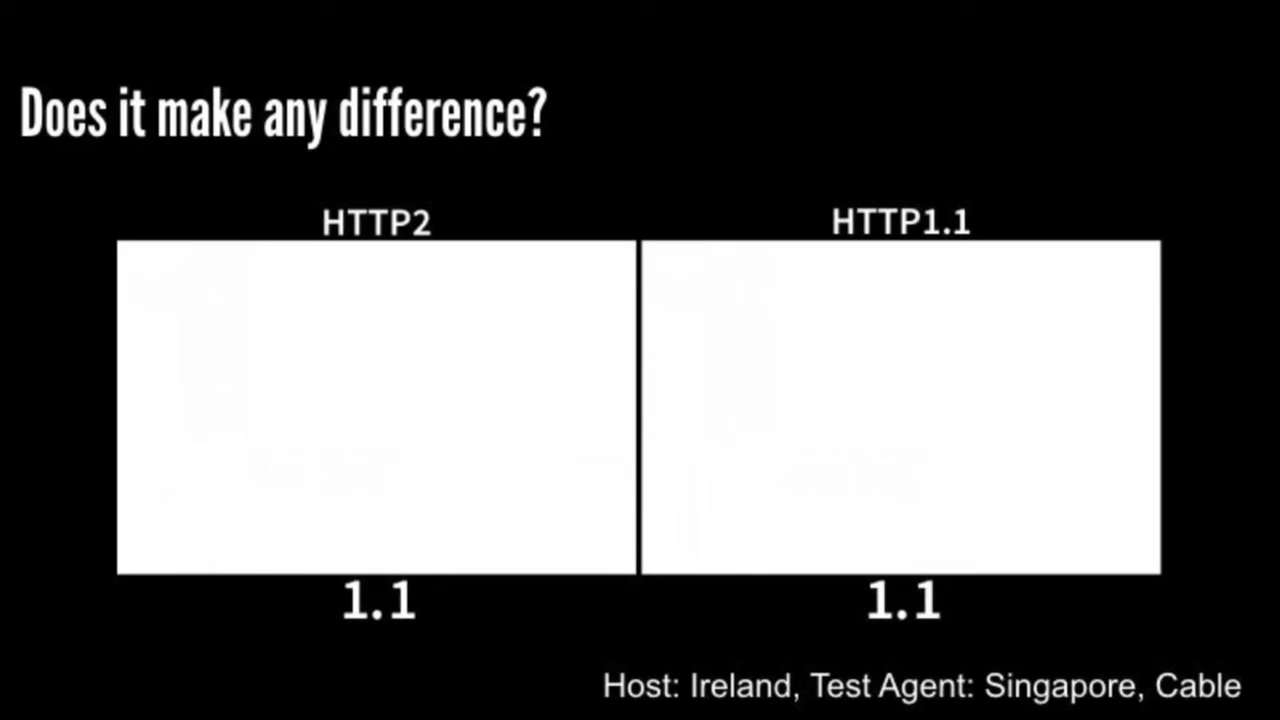 Does it make any difference?
HTTP2 HTTP1.1
1.1 1.1
Host: Ireland, Test Agent: Singapore, Cable